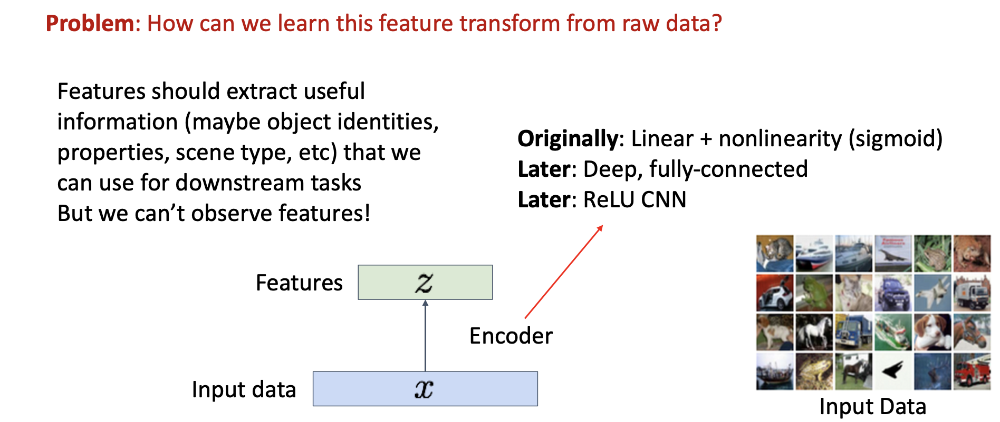 Problem: How can we learn this feature transform from raw data?
Features should extract useful
information (maybe object identities,
properties, scene type, etc) that we
can use for downstream tasks
But we can’t observe features!
Originally: Linear + nonlinearity (sigmoid)
Later: Deep, fully-connected
Later: ReLU CNN
Features
z
Encoder
Input data
x
Input Data